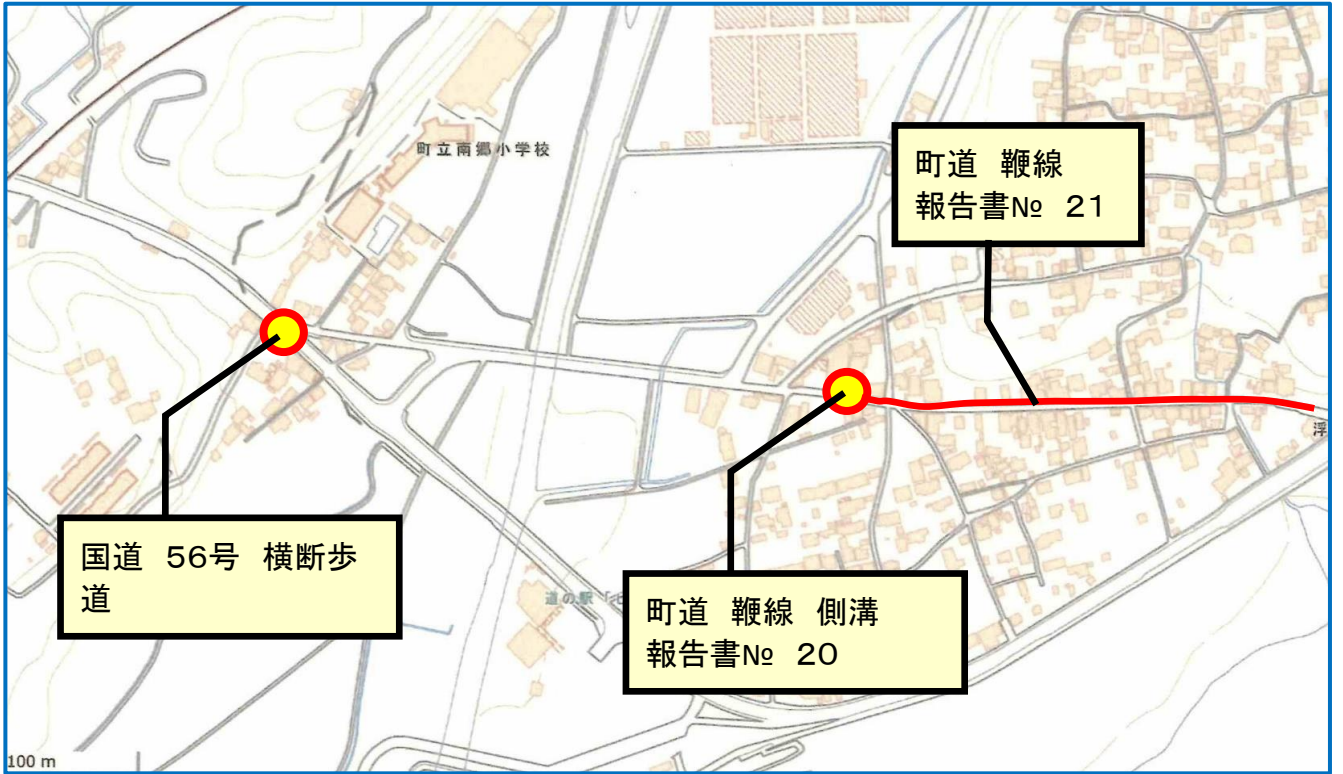 町立南郷小学校
町道 鞭線
報告書№ 21
浮
国道 56号 横断歩
道
道の駅「ビ
町道 鞭線 側溝
報告書№ 20
100 m